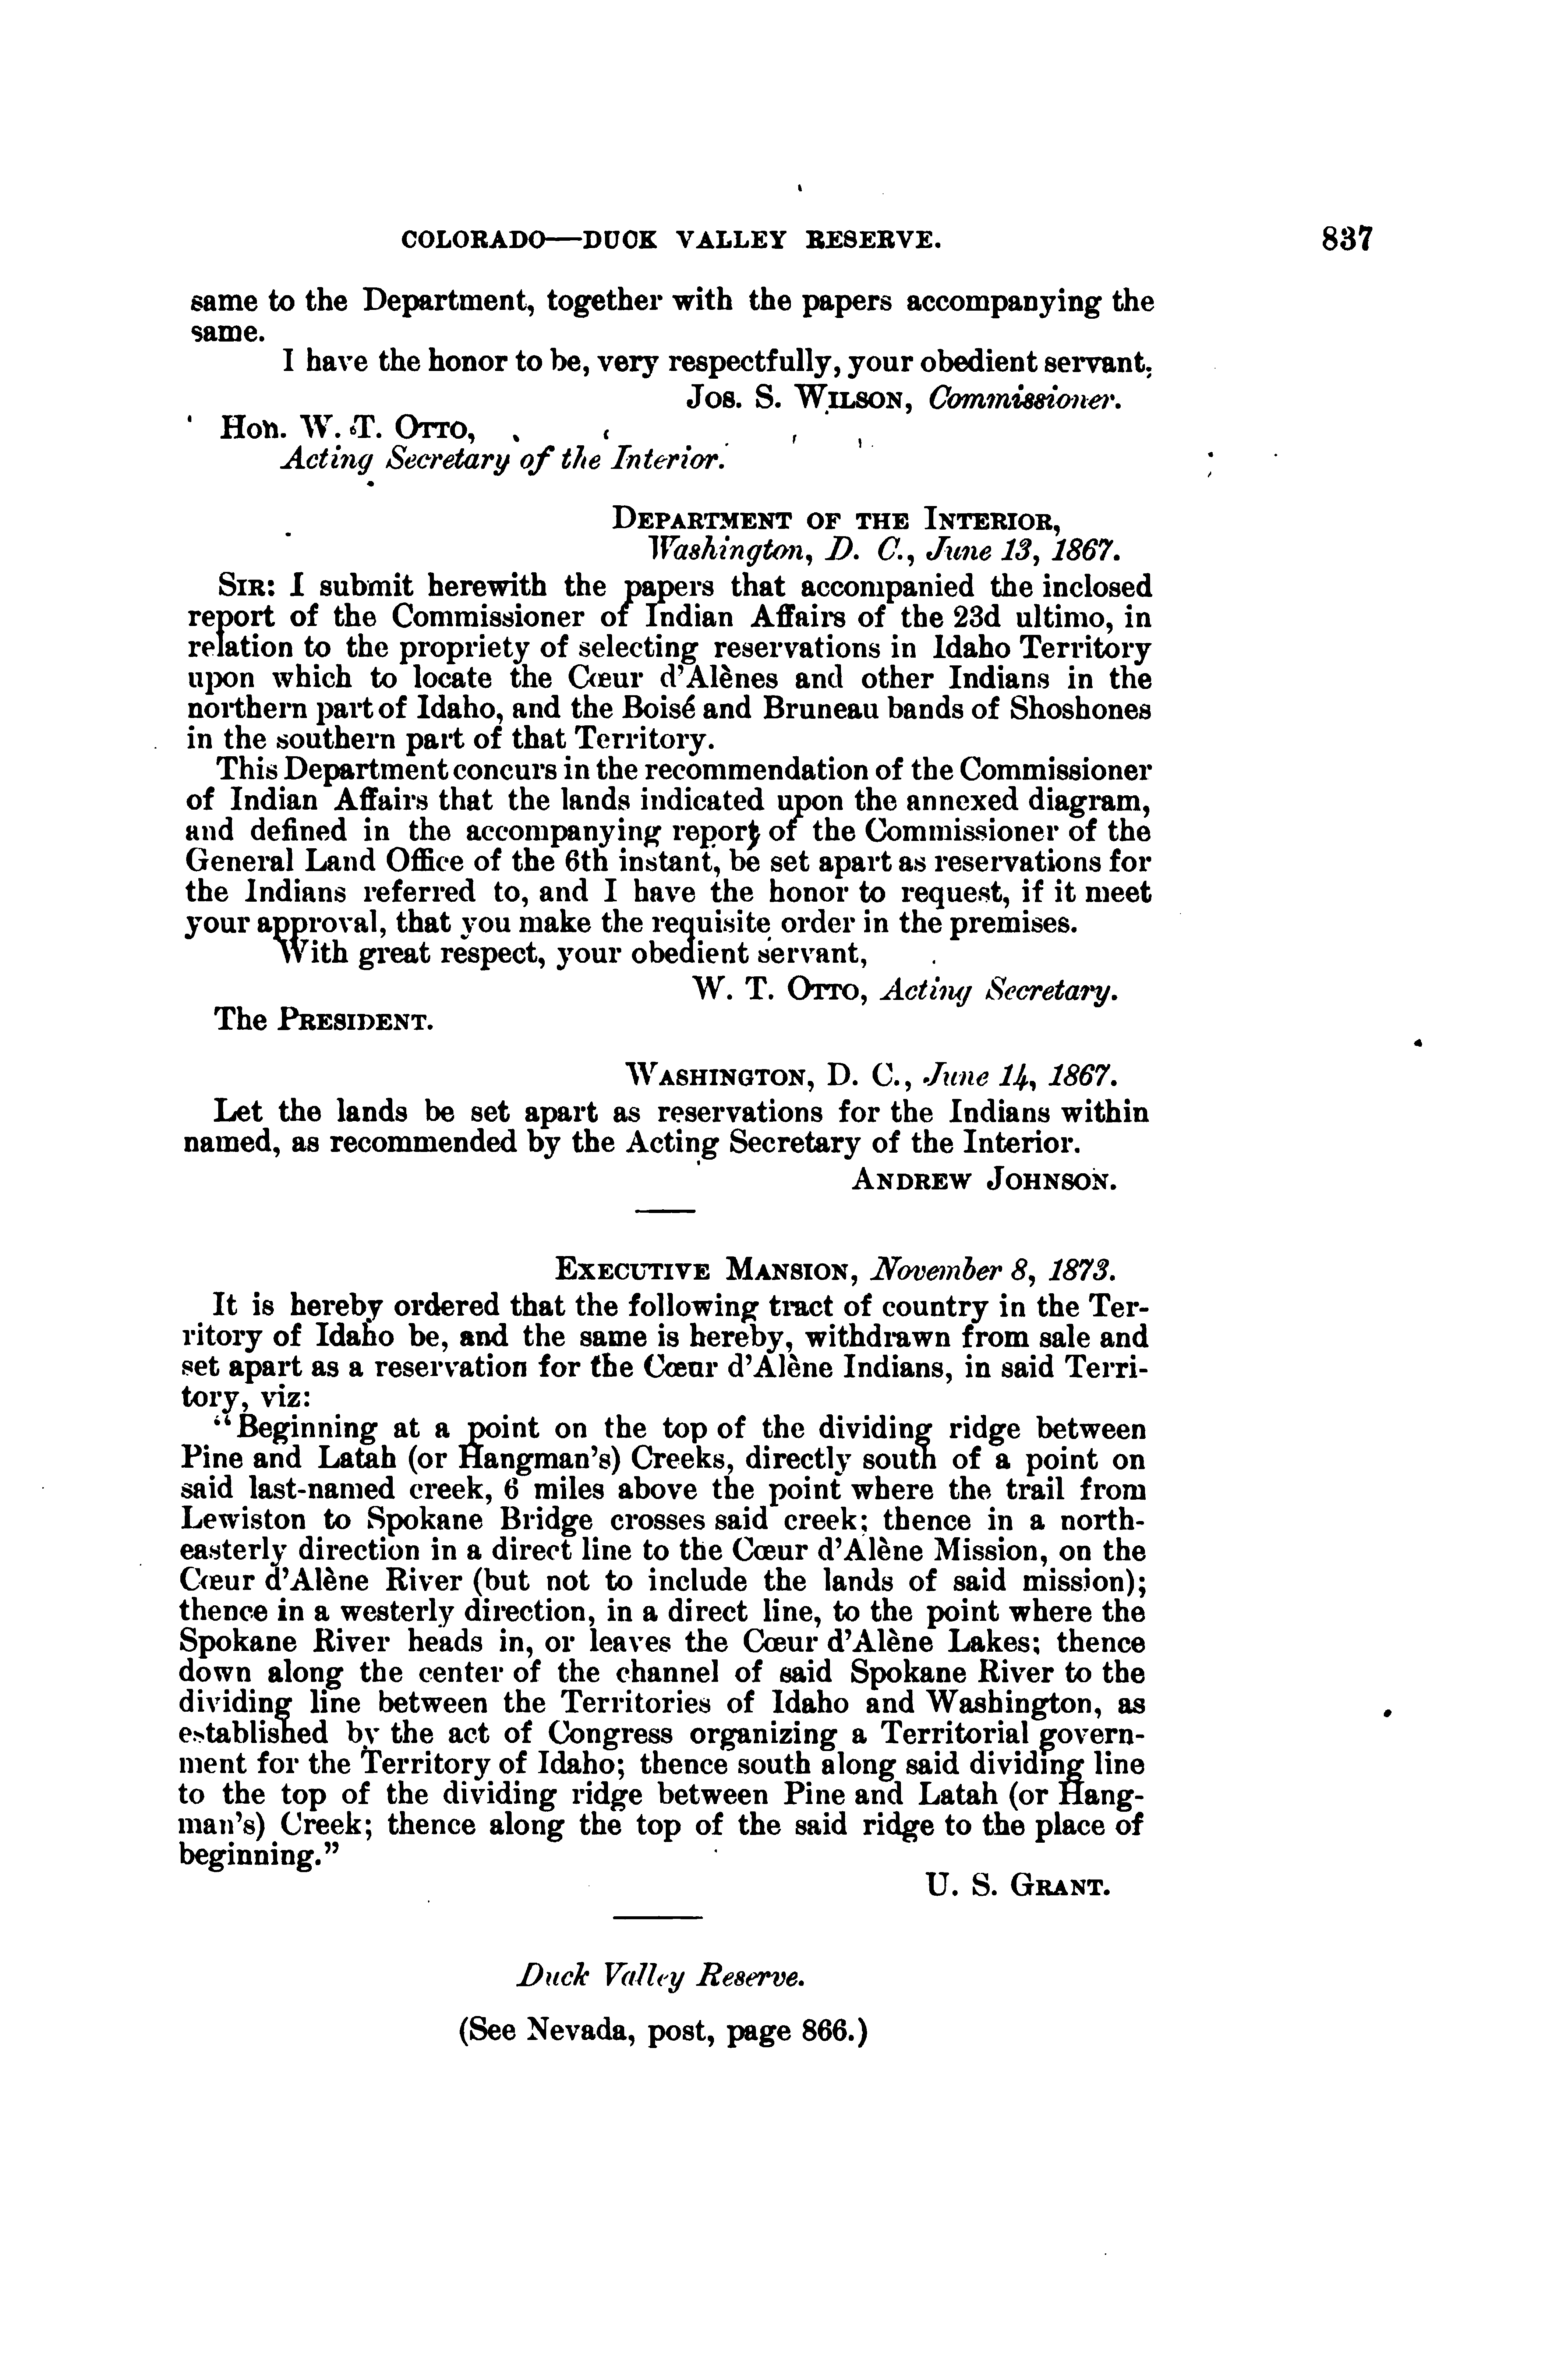 COLORADO—DUCK VALLEY RESERVE. 837
same to the Department, together with the papers accompanying the
same.
I have the honor to be, very respectfully, your obedient servant,
Jos. S. Wilson, Commissioner.
Hon. W. T. Otto,
Acting Secretary of the Interior.
Department of the Interior,
Washington, D. C., June 13, 1867.
Sir: I submit herewith the papers that accompanied the inclosed
report of the Commissioner of Indian Affairs of the 23d ultimo, in
relation to the propriety of selecting reservations in Idaho Territory
upon which to locate the Cœur d'Alènes and other Indians in the
northern part of Idaho, and the Boisé and Bruneau bands of Shoshones
in the southern part of that Territory.
This Department concurs in the recommendation of the Commissioner
of Indian Affairs that the lands indicated upon the annexed diagram,
and defined in the accompanying report of the Commissioner of the
General Land Office of the 6th instant, be set apart as reservations for
the Indians referred to, and I have the honor to request, if it meet
your approval, that you make the requisite order in the premises.
With great respect, your obedient servant,
W. T. Otto, Acting Secretary.
The President.
Washington, D. C., June 14, 1867.
Let the lands be set apart as reservations for the Indians within
named, as recommended by the Acting Secretary of the Interior.
Andrew Johnson.
Executive Mansion, November 8, 1873.
It is hereby ordered that the following tract of country in the Ter-
ritory of Idaho be, and the same is hereby, withdrawn from sale and
set apart as a reservation for the Cœur d'Alène Indians, in said Terri-
tory, viz:
"Beginning at a point on the top of the dividing ridge between
Pine and Latah (or Hangman's) Creeks, directly south of a point on
said last-named creek, 6 miles above the point where the trail from
Lewiston to Spokane Bridge crosses said creek; thence in a north-
easterly direction in a direct line to the Cœur d'Alène Mission, on the
Cœur d'Alène River (but not to include the lands of said mission);
thence in a westerly direction, in a direct line, to the point where the
Spokane River heads in, or leaves the Cœur d'Alène Lakes; thence
down along the center of the channel of said Spokane River to the
dividing line between the Territories of Idaho and Washington, as
established by the act of Congress organizing a Territorial govern-
ment for the Territory of Idaho; thence south along said dividing line
to the top of the dividing ridge between Pine and Latah (or Hang-
man's) Creek; thence along the top of the said ridge to the place of
beginning."
U. S. Grant.
Duck Valley Reserve.
(See Nevada, post, page 866.)